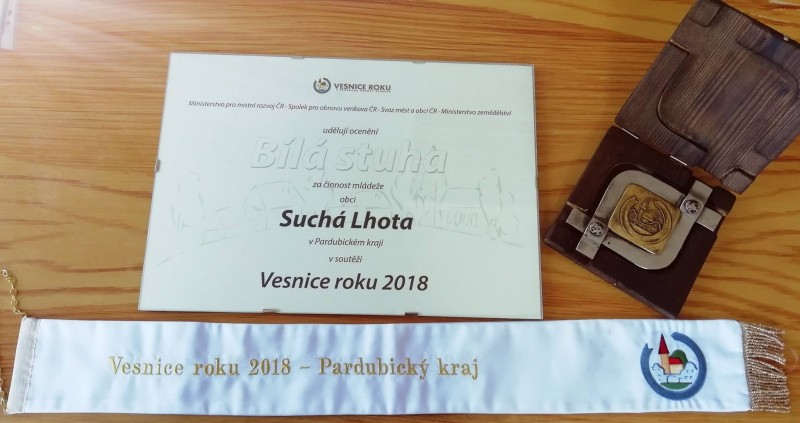 VESNICE ROKU
Ministerstvo pro místní rozvoj ČR - Spolek pro obnovu venkova ČR - Svaz měst a obcí ČR - Ministerstvo zemědělství
udělují ocenění
Bílá stuha
za činnost mládeže
obci
Suchá Lhota
v Pardubickém kraji
v soutěži
Vesnice roku 2018
Vesnice roku 2018 – Pardubický kraj